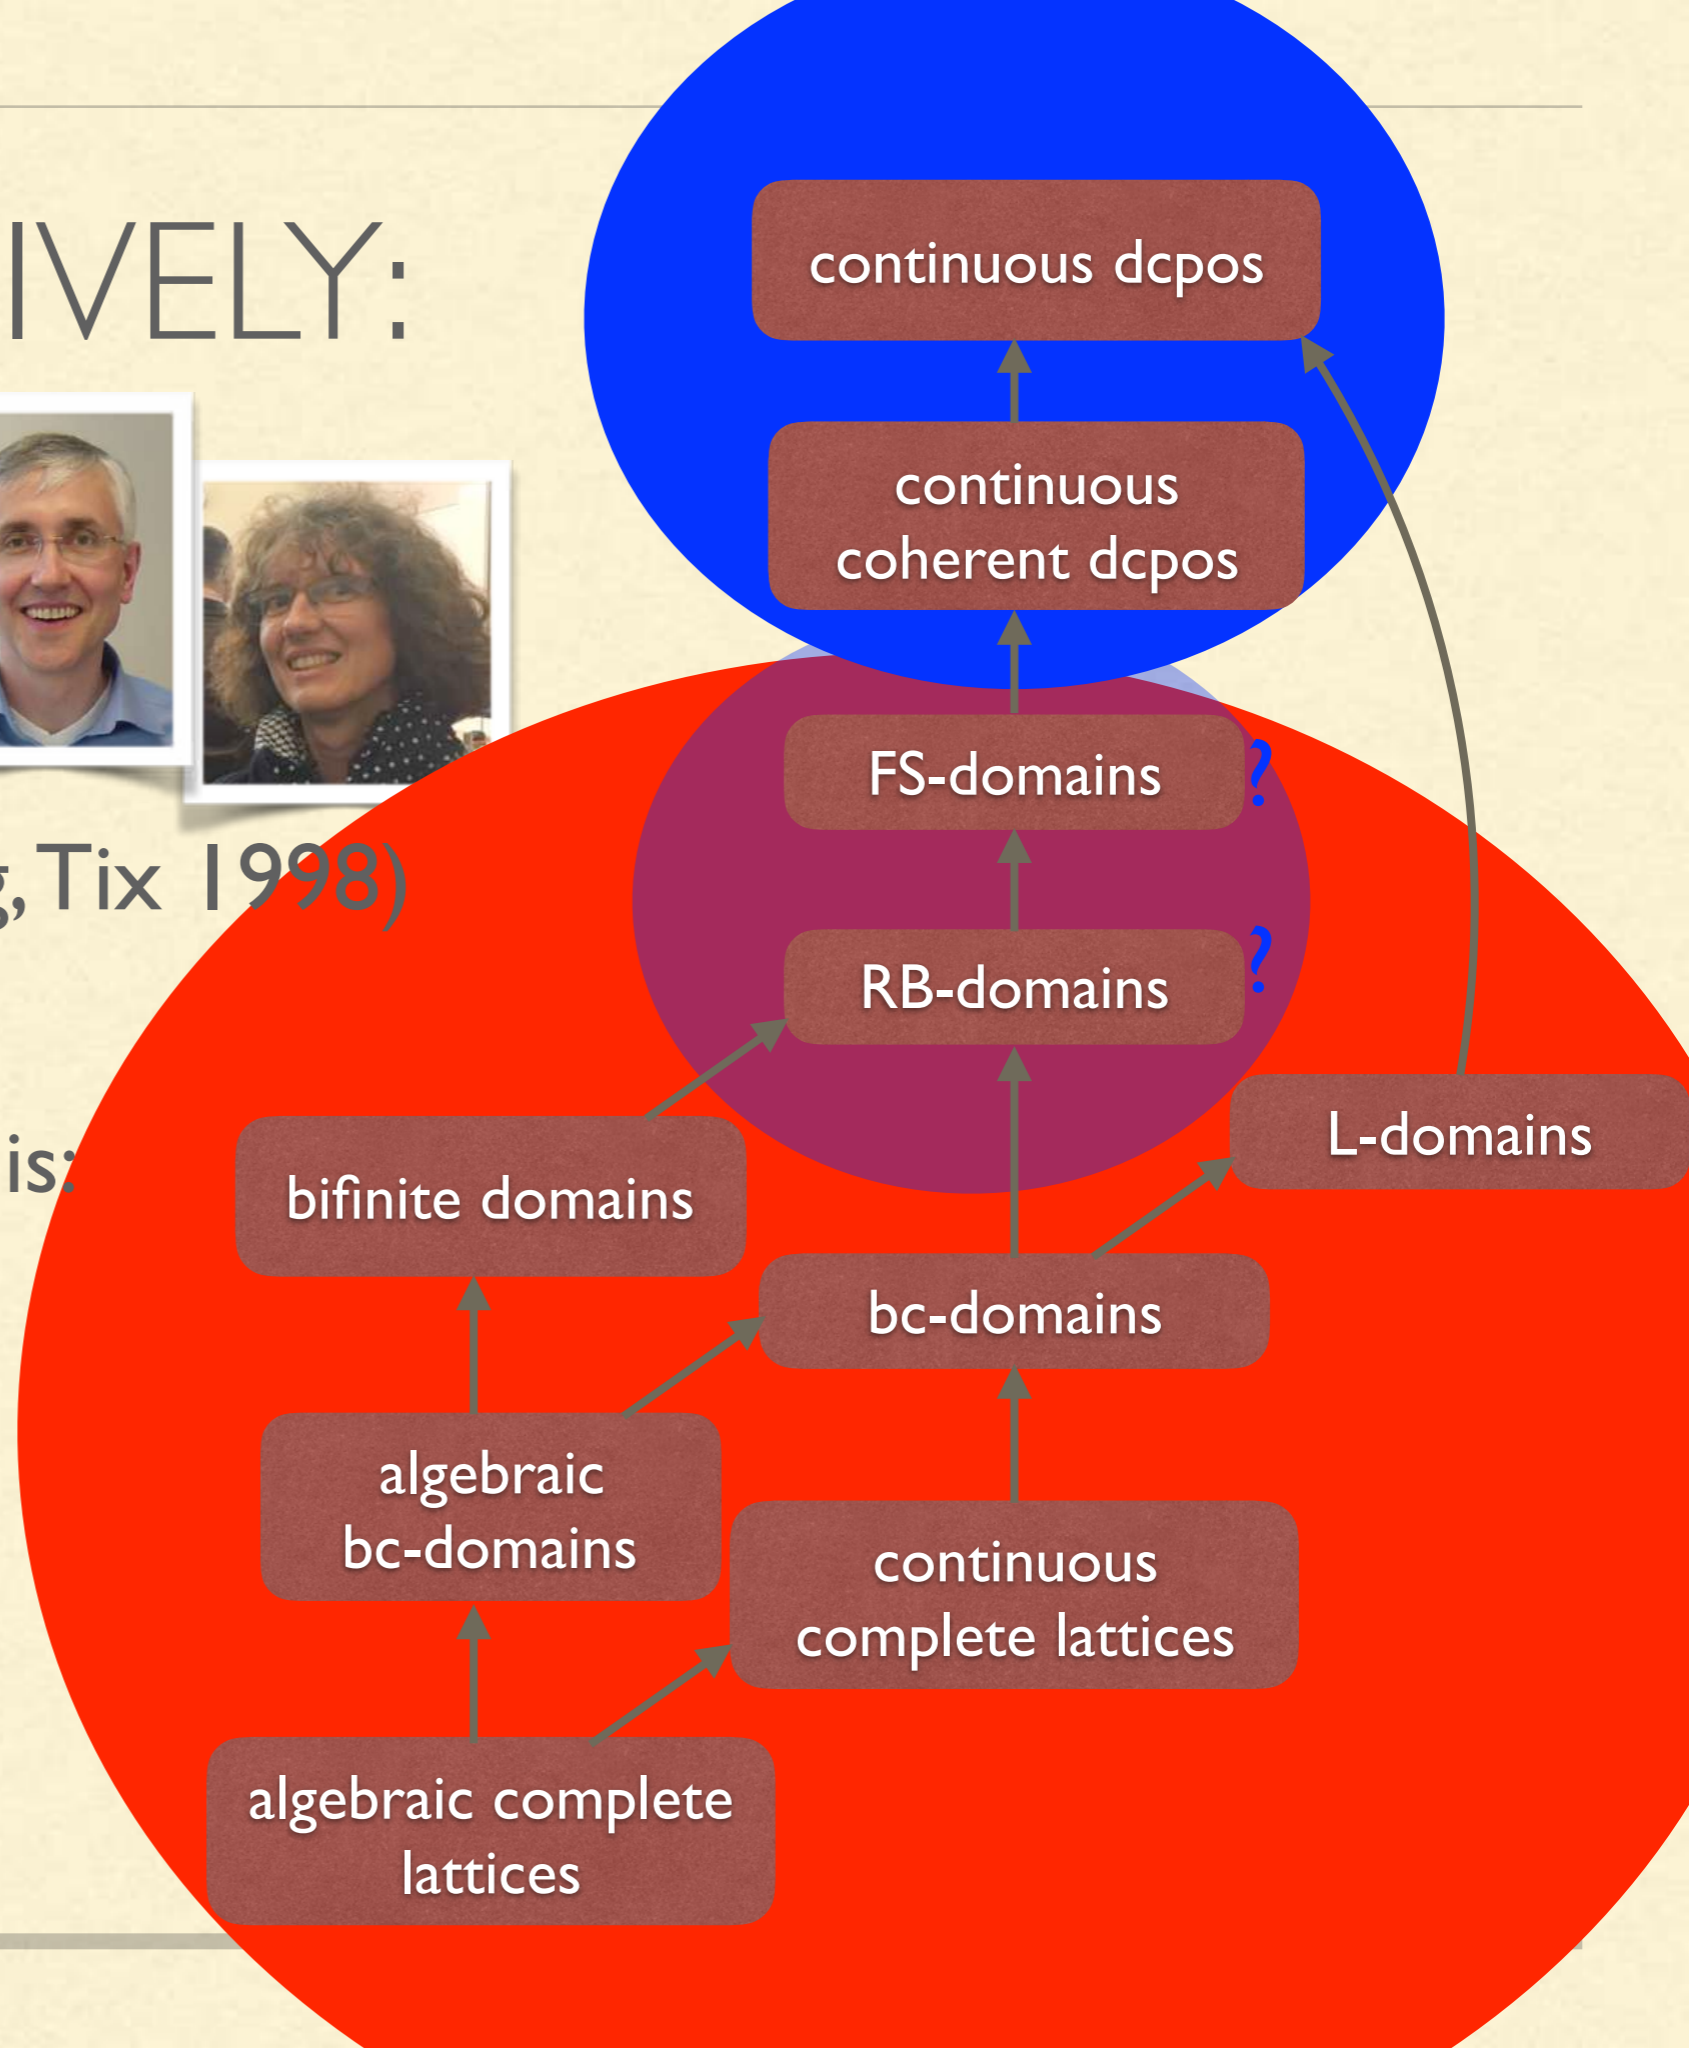 IVELY:
continuous dcpos
continuous
coherent dcpos
FS-domains ?
g, Tix 1998)
RB-domains ?
is:
L-domains
bifinite domains
bc-domains
algebraic
bc-domains
continuous
complete lattices
algebraic complete
lattices